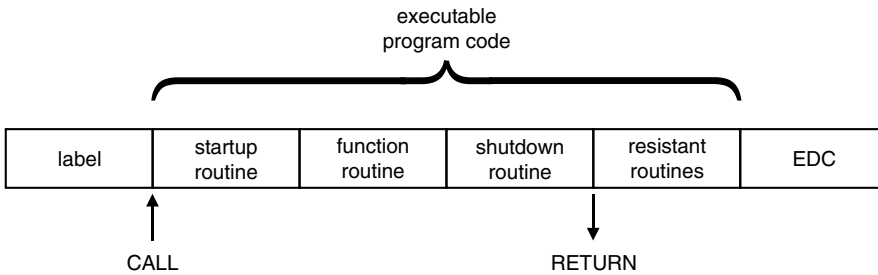 executable
program code
label
startup
routine
function
routine
shutdown
routine
resistant
routines
EDC
CALL
RETURN